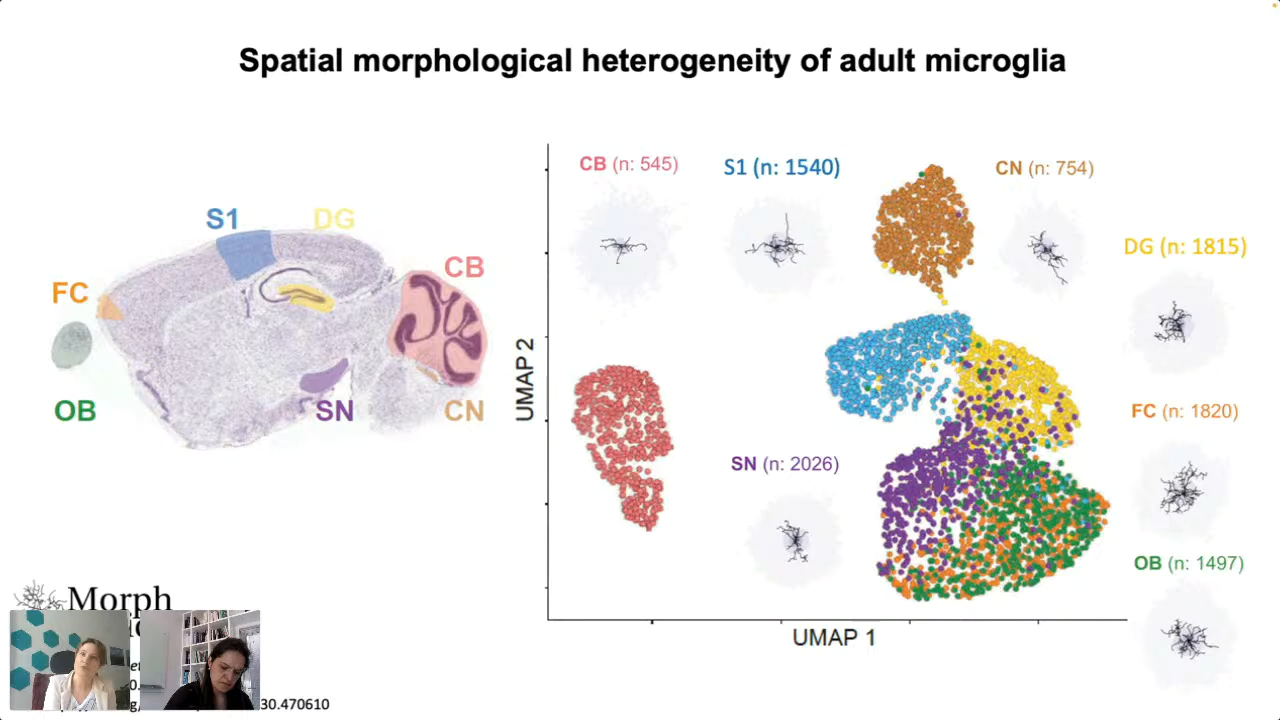 Spatial morphological heterogeneity of adult microglia
S1
DG
CB
FC
OB
SN
CN
CB (n: 545)
S1 (n: 1540)
CN (n: 754)
DG (n: 1815)
FC (n: 1820)
SN (n: 2026)
OB (n: 1497)
UMAP 2
UMAP 1
Morph
30.470610